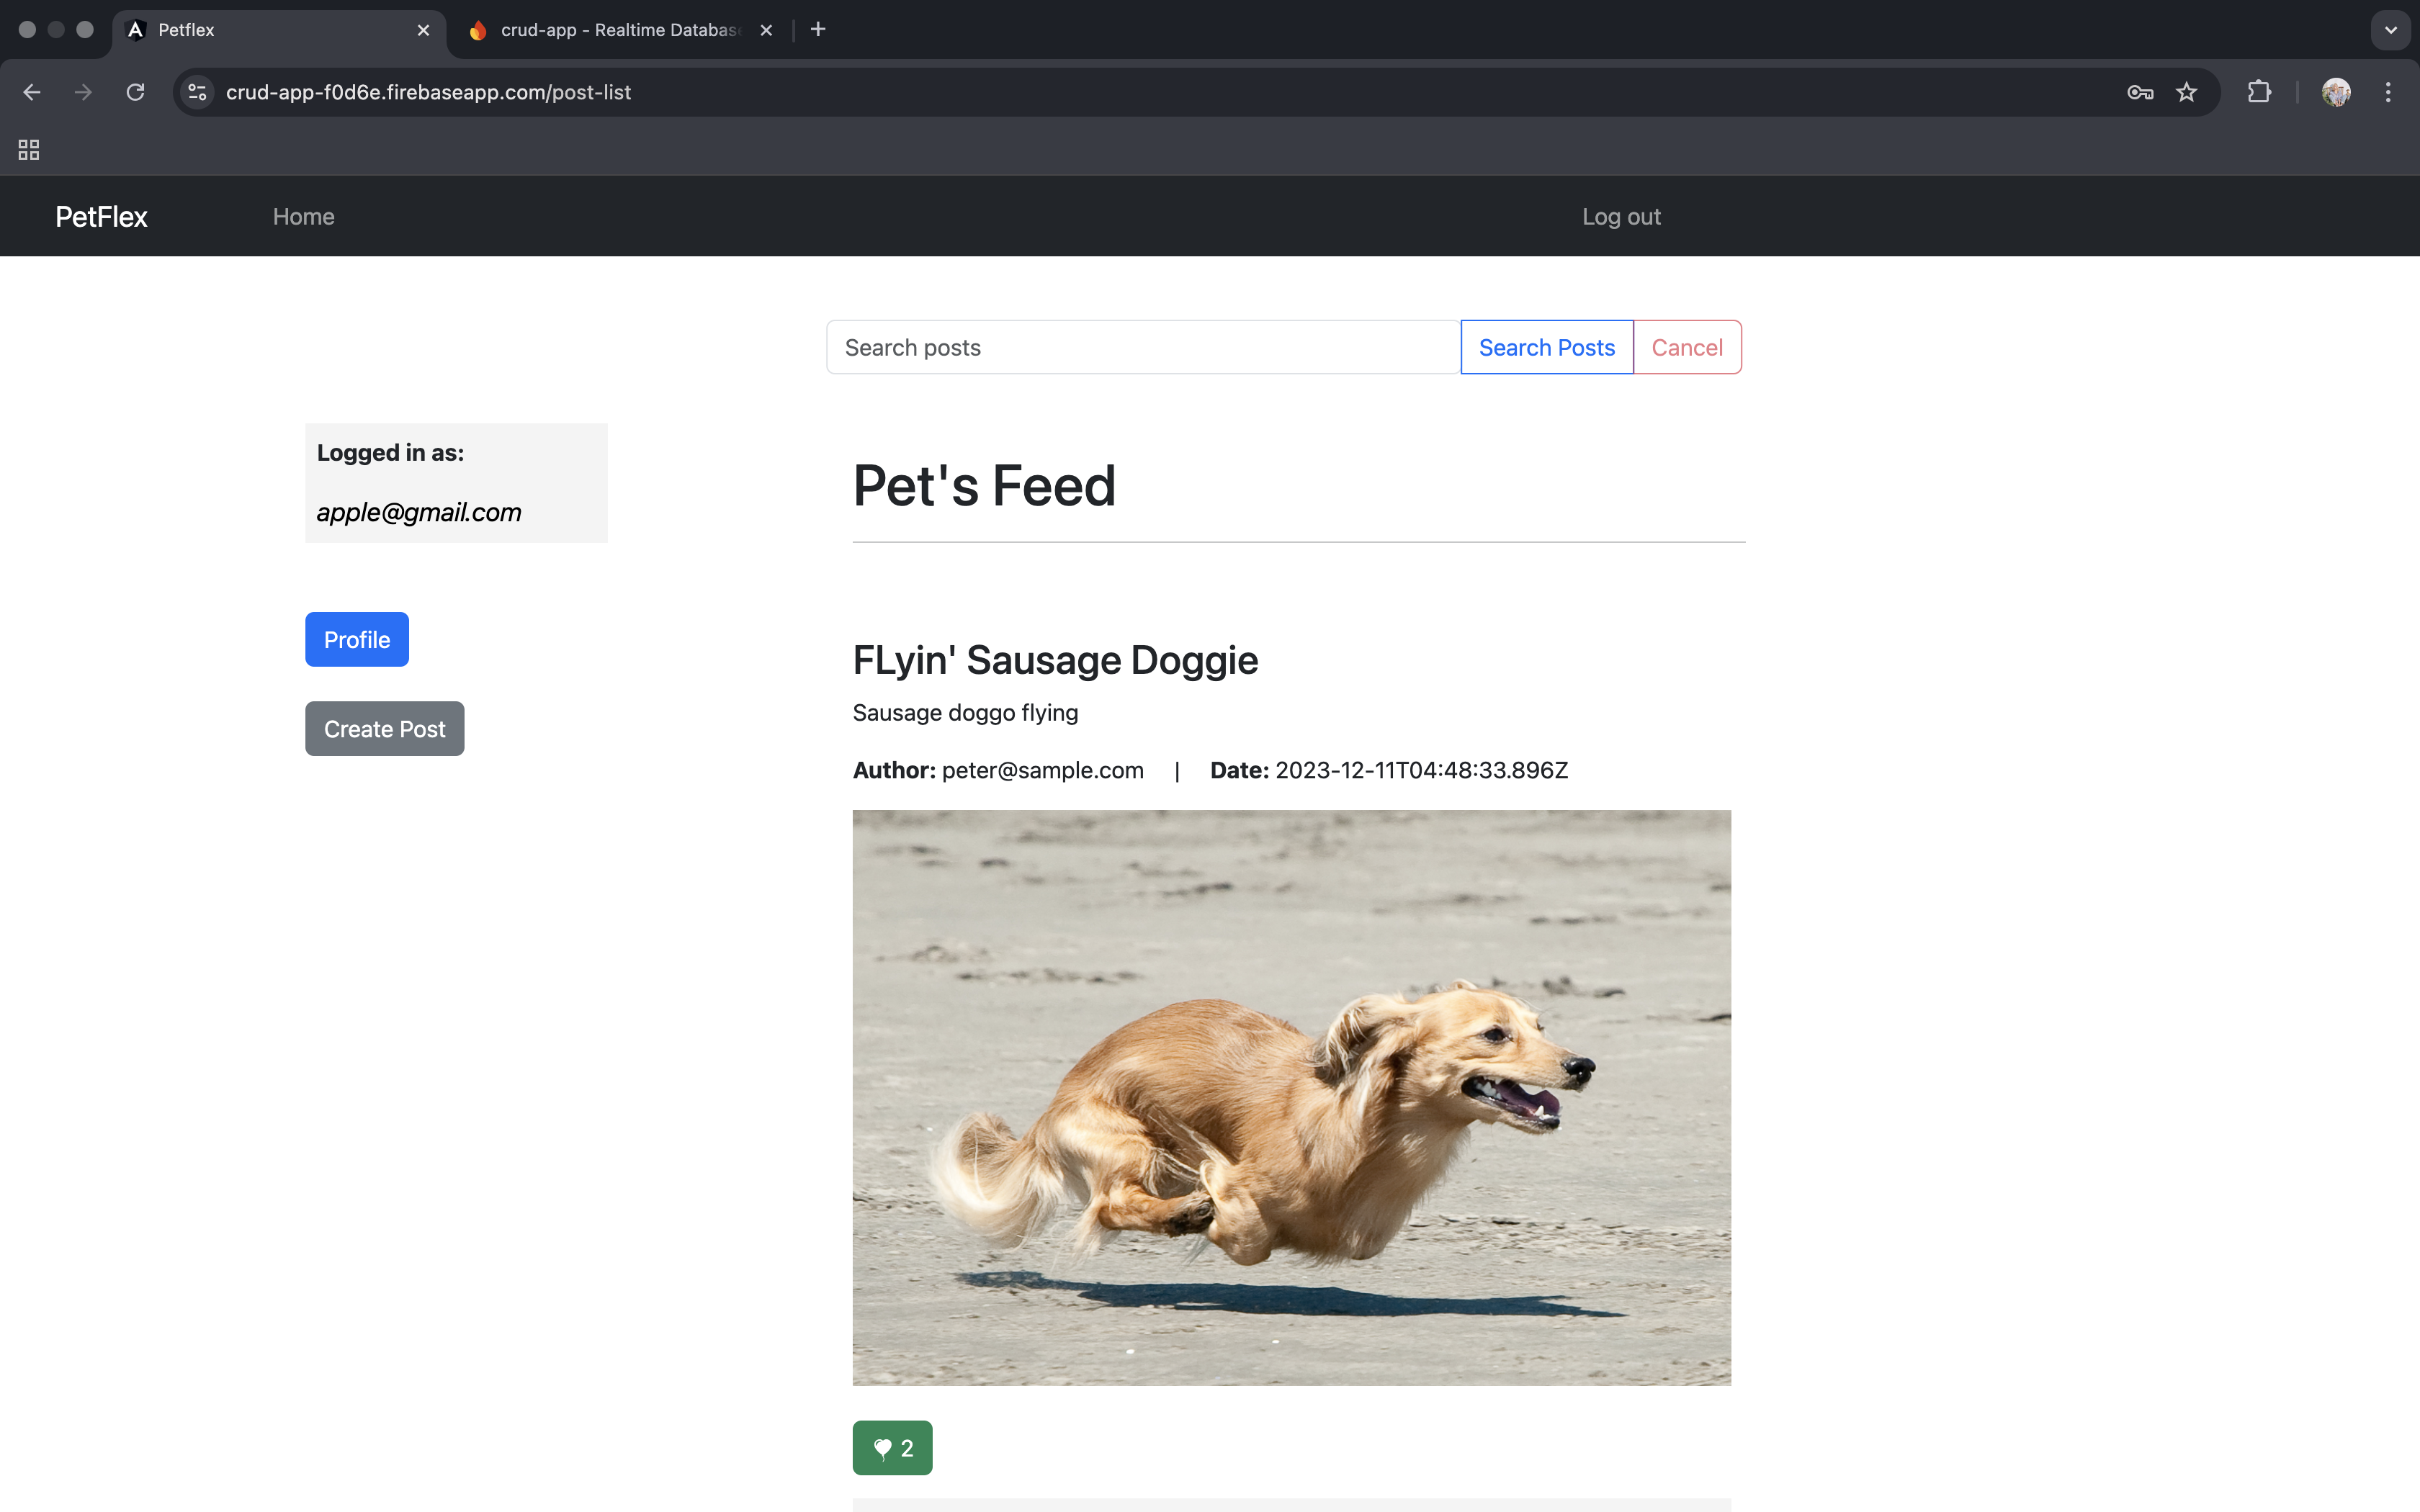 Petflex
crud-app - Realtime Databas
crud-app-f0d6e.firebaseapp.com/post-list
PetFlex
Home
Log out
Search posts
Search Posts
Cancel
Logged in as:
apple@gmail.com
Profile
Create Post
Pet's Feed
FLyin' Sausage Doggie
Sausage doggo flying
Author: peter@sample.com | Date: 2023-12-11T04:48:33.896Z
2